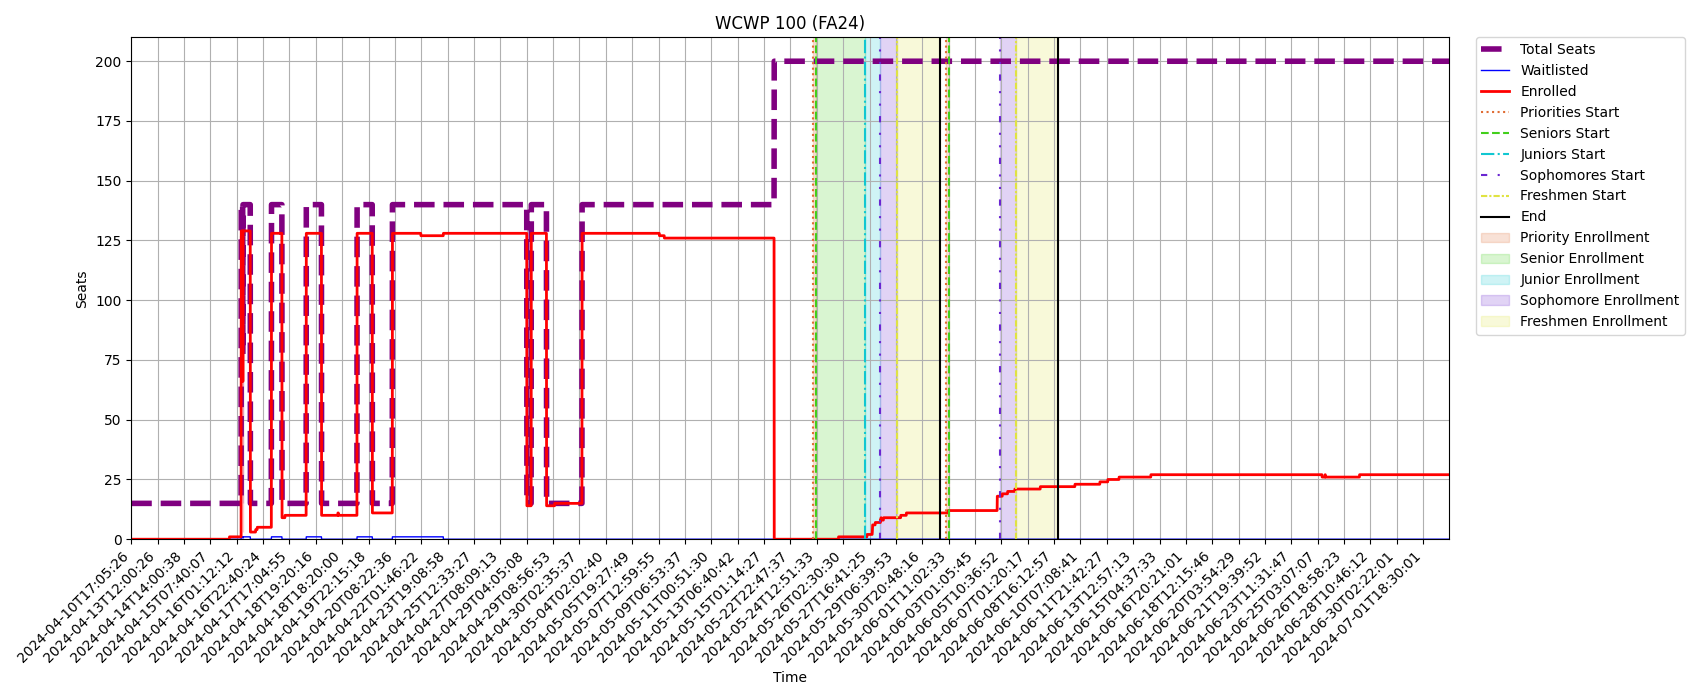 WCWP 100 (FA24)
Seats
200
175
150
125
100
75
50
25
0
2024-04-10T17:05:26
2024-04-13T12:00:26
2024-04-14T14:00:38
2024-04-15T07:40:07
2024-04-16T01:12:12
2024-04-16T22:40:24
2024-04-17T17:04:55
2024-04-18T19:20:16
2024-04-18T18:20:00
2024-04-19T22:15:18
2024-04-20T08:22:36
2024-04-22T01:46:22
2024-04-23T19:08:58
2024-04-25T12:33:27
2024-04-27T08:09:13
2024-04-29T04:05:08
2024-04-29T08:56:53
2024-04-30T02:35:37
2024-05-04T02:02:40
2024-05-05T19:27:49
2024-05-07T12:59:55
2024-05-09T06:53:37
2024-05-11T00:51:30
2024-05-13T06:40:42
2024-05-15T01:14:27
2024-05-22T22:47:37
2024-05-24T12:51:33
2024-05-26T02:30:30
2024-05-27T16:41:25
2024-05-29T06:39:53
2024-05-30T20:48:16
2024-06-01T11:02:33
2024-06-03T01:05:45
2024-06-05T10:36:52
2024-06-07T01:20:17
2024-06-08T16:12:57
2024-06-10T07:08:41
2024-06-11T21:42:27
2024-06-13T12:57:13
2024-06-15T04:37:33
2024-06-16T20:21:01
2024-06-18T12:15:46
2024-06-20T03:54:29
2024-06-21T19:39:52
2024-06-23T11:31:47
2024-06-25T03:07:07
2024-06-26T18:58:23
2024-06-28T10:46:12
2024-06-30T02:22:01
2024-07-01T18:30:01
Time
Total Seats
Waitlisted
Enrolled
Priorities Start
Seniors Start
Juniors Start
Sophomores Start
Freshmen Start
End
Priority Enrollment
Senior Enrollment
Junior Enrollment
Sophomore Enrollment
Freshmen Enrollment